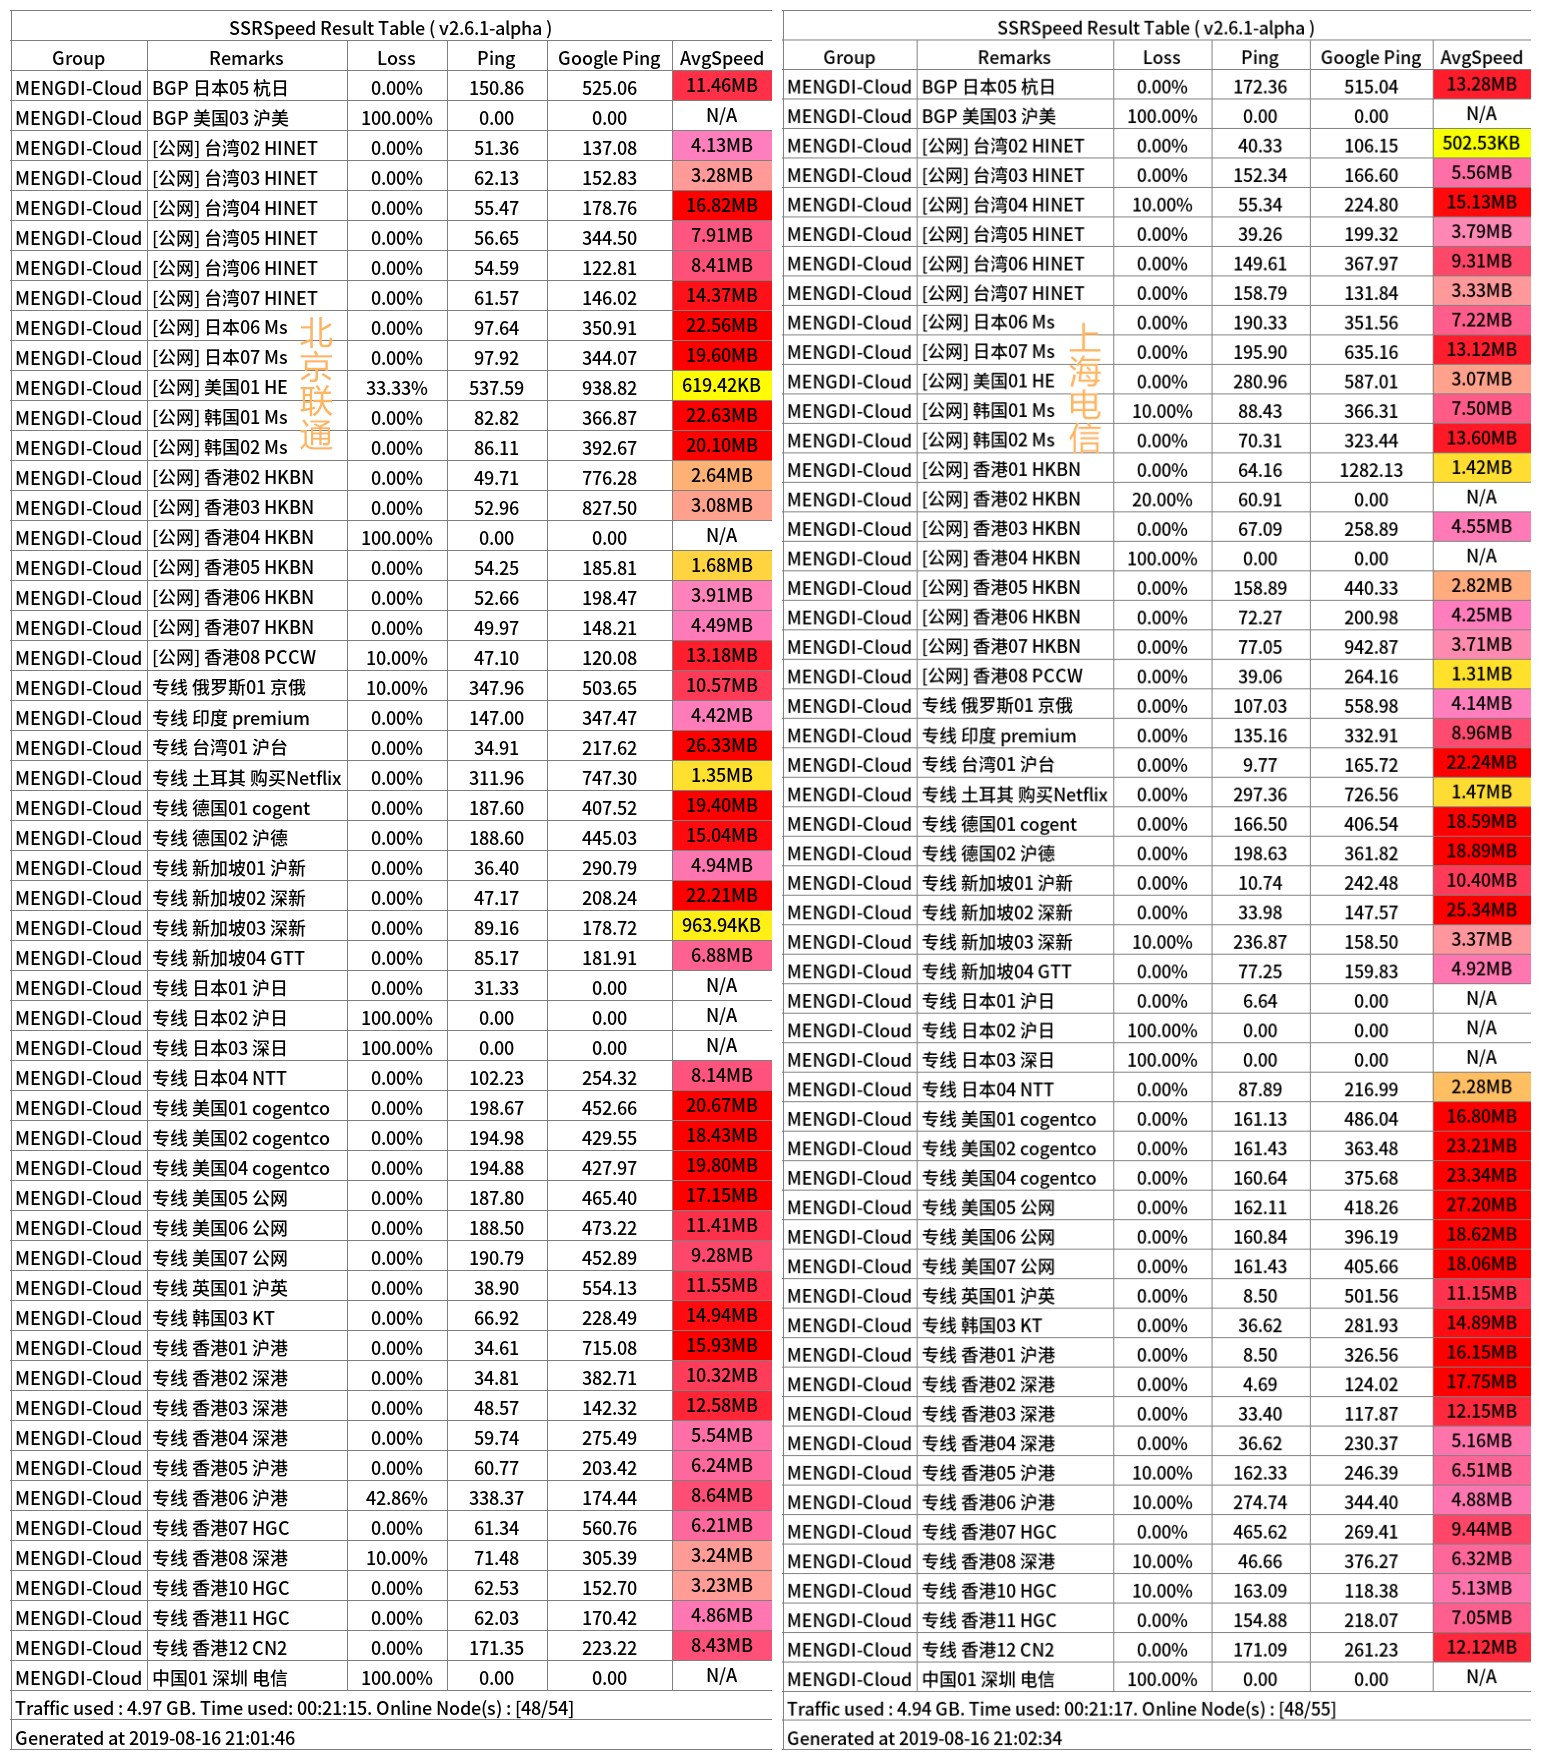 SSRSpeed Result Table ( v2.6.1-alpha )
Group Remarks Loss Ping Google Ping AvgSpeed
MENGDI-Cloud BGP 日本05 杭日 0.00% 150.86 525.06 11.46MB
MENGDI-Cloud BGP 美国03 沪美 100.00% 0.00 0.00 N/A
MENGDI-Cloud [公网] 台湾02 HINET 0.00% 51.36 137.08 4.13MB
MENGDI-Cloud [公网] 台湾03 HINET 0.00% 62.13 152.83 3.28MB
MENGDI-Cloud [公网] 台湾04 HINET 0.00% 55.47 178.76 16.82MB
MENGDI-Cloud [公网] 台湾05 HINET 0.00% 56.65 344.50 7.91MB
MENGDI-Cloud [公网] 台湾06 HINET 0.00% 54.59 122.81 8.41MB
MENGDI-Cloud [公网] 台湾07 HINET 0.00% 61.57 146.02 14.37MB
MENGDI-Cloud [公网] 日本06 Ms 0.00% 97.64 350.91 22.56MB
MENGDI-Cloud [公网] 日本07 Ms 0.00% 97.92 344.07 19.60MB
MENGDI-Cloud [公网] 美国01 HE 33.33% 537.59 938.82 619.42KB
MENGDI-Cloud [公网] 韩国01 Ms 0.00% 82.82 366.87 22.63MB
MENGDI-Cloud [公网] 韩国02 Ms 0.00% 86.11 392.67 20.10MB
MENGDI-Cloud [公网] 香港02 HKBN 0.00% 49.71 776.28 2.64MB
MENGDI-Cloud [公网] 香港03 HKBN 0.00% 52.96 827.50 3.08MB
MENGDI-Cloud [公网] 香港04 HKBN 100.00% 0.00 0.00 N/A
MENGDI-Cloud [公网] 香港05 HKBN 0.00% 54.25 185.81 1.68MB
MENGDI-Cloud [公网] 香港06 HKBN 0.00% 52.66 198.47 3.91MB
MENGDI-Cloud [公网] 香港07 HKBN 0.00% 49.97 148.21 4.49MB
MENGDI-Cloud [公网] 香港08 PCCW 10.00% 47.10 120.08 13.18MB
MENGDI-Cloud 专线 俄罗斯01 京俄 10.00% 347.96 503.65 10.57MB
MENGDI-Cloud 专线 印度 premium 0.00% 147.00 347.47 4.42MB
MENGDI-Cloud 专线 台湾01 沪台 0.00% 34.91 217.62 26.33MB
MENGDI-Cloud 专线 土耳其 购买Netflix 0.00% 311.96 747.30 1.35MB
MENGDI-Cloud 专线 德国01 cogent 0.00% 187.60 407.52 19.40MB
MENGDI-Cloud 专线 德国02 沪德 0.00% 188.60 445.03 15.04MB
MENGDI-Cloud 专线 新加坡01 沪新 0.00% 36.40 290.79 4.94MB
MENGDI-Cloud 专线 新加坡02 深新 0.00% 47.17 208.24 22.21MB
MENGDI-Cloud 专线 新加坡03 深新 0.00% 89.16 178.72 963.94KB
MENGDI-Cloud 专线 新加坡04 GTT 0.00% 85.17 181.91 6.88MB
MENGDI-Cloud 专线 日本01 沪日 0.00% 31.33 0.00 N/A
MENGDI-Cloud 专线 日本02 沪日 100.00% 0.00 0.00 N/A
MENGDI-Cloud 专线 日本03 深日 100.00% 0.00 0.00 N/A
MENGDI-Cloud 专线 日本04 NTT 0.00% 102.23 254.32 8.14MB
MENGDI-Cloud 专线 美国01 cogentco 0.00% 198.67 452.66 20.67MB
MENGDI-Cloud 专线 美国02 cogentco 0.00% 194.98 429.55 18.43MB
MENGDI-Cloud 专线 美国04 cogentco 0.00% 194.88 427.97 19.80MB
MENGDI-Cloud 专线 美国05 公网 0.00% 187.80 465.40 17.15MB
MENGDI-Cloud 专线 美国06 公网 0.00% 188.50 473.22 11.41MB
MENGDI-Cloud 专线 美国07 公网 0.00% 190.79 452.89 9.28MB
MENGDI-Cloud 专线 英国01 沪英 0.00% 38.90 554.13 11.55MB
MENGDI-Cloud 专线 韩国03 KT 0.00% 66.92 228.49 14.94MB
MENGDI-Cloud 专线 香港01 沪港 0.00% 34.61 715.08 15.93MB
MENGDI-Cloud 专线 香港02 深港 0.00% 34.81 382.71 10.32MB
MENGDI-Cloud 专线 香港03 深港 0.00% 48.57 142.32 12.58MB
MENGDI-Cloud 专线 香港04 深港 0.00% 59.74 275.49 5.54MB
MENGDI-Cloud 专线 香港05 沪港 0.00% 60.77 203.42 6.24MB
MENGDI-Cloud 专线 香港06 沪港 42.86% 338.37 174.44 8.64MB
MENGDI-Cloud 专线 香港07 HGC 0.00% 61.34 560.76 6.21MB
MENGDI-Cloud 专线 香港08 深港 10.00% 71.48 305.39 3.24MB
MENGDI-Cloud 专线 香港10 HGC 0.00% 62.53 152.70 3.23MB
MENGDI-Cloud 专线 香港11 HGC 0.00% 62.03 170.42 4.86MB
MENGDI-Cloud 专线 香港12 CN2 0.00% 171.35 223.22 8.43MB
MENGDI-Cloud 中国01 深圳 电信 100.00% 0.00 0.00 N/A
Traffic used : 4.97 GB. Time used: 00:21:15. Online Node(s) : [48/54]
Generated at 2019-08-16 21:01:46
北京联通
SSRSpeed Result Table ( v2.6.1-alpha )
Group Remarks Loss Ping Google Ping AvgSpeed
MENGDI-Cloud BGP 日本05 杭日 0.00% 172.36 515.04 13.28MB
MENGDI-Cloud BGP 美国03 沪美 100.00% 0.00 0.00 N/A
MENGDI-Cloud [公网] 台湾02 HINET 0.00% 40.33 106.15 502.53KB
MENGDI-Cloud [公网] 台湾03 HINET 0.00% 152.34 166.60 5.56MB
MENGDI-Cloud [公网] 台湾04 HINET 10.00% 55.34 224.80 15.13MB
MENGDI-Cloud [公网] 台湾05 HINET 0.00% 39.26 199.32 3.79MB
MENGDI-Cloud [公网] 台湾06 HINET 0.00% 149.61 367.97 9.31MB
MENGDI-Cloud [公网] 台湾07 HINET 0.00% 158.79 131.84 3.33MB
MENGDI-Cloud [公网] 日本06 Ms 0.00% 190.33 351.56 7.22MB
MENGDI-Cloud [公网] 日本07 Ms 0.00% 195.90 635.16 13.12MB
MENGDI-Cloud [公网] 美国01 HE 0.00% 280.96 587.01 3.07MB
MENGDI-Cloud [公网] 韩国01 Ms 10.00% 88.43 366.31 7.50MB
MENGDI-Cloud [公网] 韩国02 Ms 0.00% 70.31 323.44 13.60MB
MENGDI-Cloud [公网] 香港01 HKBN 0.00% 64.16 1282.13 1.42MB
MENGDI-Cloud [公网] 香港02 HKBN 20.00% 60.91 0.00 N/A
MENGDI-Cloud [公网] 香港03 HKBN 0.00% 67.09 258.89 4.55MB
MENGDI-Cloud [公网] 香港04 HKBN 100.00% 0.00 0.00 N/A
MENGDI-Cloud [公网] 香港05 HKBN 0.00% 158.89 440.33 2.82MB
MENGDI-Cloud [公网] 香港06 HKBN 0.00% 72.27 200.98 4.25MB
MENGDI-Cloud [公网] 香港07 HKBN 0.00% 77.05 942.87 3.71MB
MENGDI-Cloud [公网] 香港08 PCCW 0.00% 39.06 264.16 1.31MB
MENGDI-Cloud 专线 俄罗斯01 京俄 0.00% 107.03 558.98 4.14MB
MENGDI-Cloud 专线 印度 premium 0.00% 135.16 332.91 8.96MB
MENGDI-Cloud 专线 台湾01 沪台 0.00% 9.77 165.72 22.24MB
MENGDI-Cloud 专线 土耳其 购买Netflix 0.00% 297.36 726.56 1.47MB
MENGDI-Cloud 专线 德国01 cogent 0.00% 166.50 406.54 18.59MB
MENGDI-Cloud 专线 德国02 沪德 0.00% 198.63 361.82 18.89MB
MENGDI-Cloud 专线 新加坡01 沪新 0.00% 10.74 242.48 10.40MB
MENGDI-Cloud 专线 新加坡02 深新 0.00% 33.98 147.57 25.34MB
MENGDI-Cloud 专线 新加坡03 深新 10.00% 236.87 158.50 3.37MB
MENGDI-Cloud 专线 新加坡04 GTT 0.00% 77.25 159.83 4.92MB
MENGDI-Cloud 专线 日本01 沪日 0.00% 6.64 0.00 N/A
MENGDI-Cloud 专线 日本02 沪日 100.00% 0.00 0.00 N/A
MENGDI-Cloud 专线 日本03 深日 100.00% 0.00 0.00 N/A
MENGDI-Cloud 专线 日本04 NTT 0.00% 87.89 216.99 2.28MB
MENGDI-Cloud 专线 美国01 cogentco 0.00% 161.13 486.04 16.80MB
MENGDI-Cloud 专线 美国02 cogentco 0.00% 161.43 363.48 23.21MB
MENGDI-Cloud 专线 美国04 cogentco 0.00% 160.64 375.68 23.34MB
MENGDI-Cloud 专线 美国05 公网 0.00% 162.11 418.26 27.20MB
MENGDI-Cloud 专线 美国06 公网 0.00% 160.84 396.19 18.62MB
MENGDI-Cloud 专线 美国07 公网 0.00% 161.43 405.66 18.06MB
MENGDI-Cloud 专线 英国01 沪英 0.00% 8.50 501.56 11.15MB
MENGDI-Cloud 专线 韩国03 KT 0.00% 36.62 281.93 14.89MB
MENGDI-Cloud 专线 香港01 沪港 0.00% 8.50 326.56 16.15MB
MENGDI-Cloud 专线 香港02 深港 0.00% 4.69 124.02 17.75MB
MENGDI-Cloud 专线 香港03 深港 0.00% 33.40 117.87 12.15MB
MENGDI-Cloud 专线 香港04 深港 0.00% 36.62 230.37 5.16MB
MENGDI-Cloud 专线 香港05 沪港 10.00% 162.33 246.39 6.51MB
MENGDI-Cloud 专线 香港06 沪港 10.00% 274.74 344.40 4.88MB
MENGDI-Cloud 专线 香港07 HGC 0.00% 465.62 269.41 9.44MB
MENGDI-Cloud 专线 香港08 深港 10.00% 46.66 376.27 6.32MB
MENGDI-Cloud 专线 香港10 HGC 10.00% 163.09 118.38 5.13MB
MENGDI-Cloud 专线 香港11 HGC 0.00% 154.88 218.07 7.05MB
MENGDI-Cloud 专线 香港12 CN2 0.00% 171.09 261.23 12.12MB
MENGDI-Cloud 中国01 深圳 电信 100.00% 0.00 0.00 N/A
Traffic used : 4.94 GB. Time used: 00:21:17. Online Node(s) : [48/55]
Generated at 2019-08-16 21:02:34
上海电信